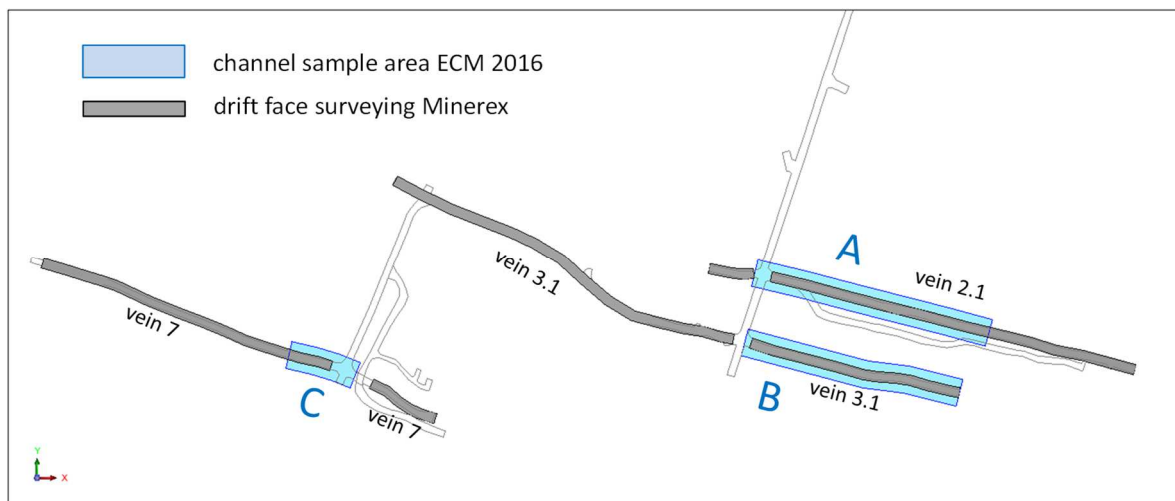 channel sample area ECM 2016
drift face surveying Minerex
A
vein 2.1
vein 3.1
vein 7
B
vein 3.1
C
vein 7
Y
X